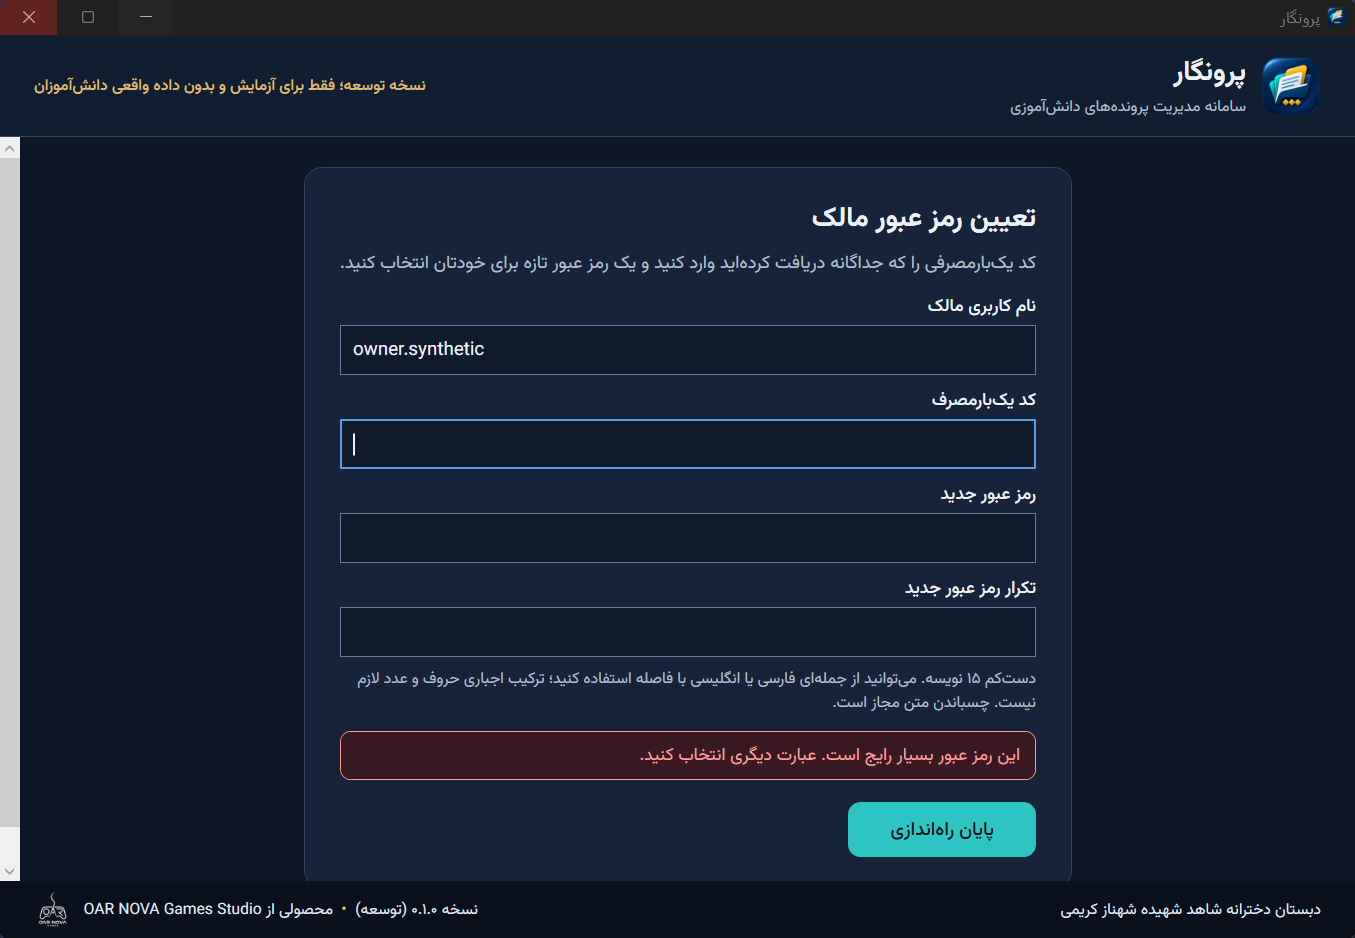 پرونگار
پرونگار
سامانه مدیریت پرونده‌های دانش‌آموزی
نسخه توسعه؛ فقط برای آزمایش و بدون داده واقعی دانش‌آموزان
تعیین رمز عبور مالک
کد یک‌بارمصرفی را که جداگانه دریافت کرده‌اید وارد کنید و یک رمز عبور تازه برای خودتان انتخاب کنید.
نام کاربری مالک
owner.synthetic
کد یک‌بارمصرف
رمز عبور جدید
تکرار رمز عبور جدید
دست‌کم ۱۵ نویسه. می‌توانید از جمله‌ای فارسی یا انگلیسی با فاصله استفاده کنید؛ ترکیب اجباری حروف و عدد لازم
نیست. چسباندن متن مجاز است.
این رمز عبور بسیار رایج است. عبارت دیگری انتخاب کنید.
پایان راه‌اندازی
دبستان دخترانه شاهد شهیده شهناز کریمی
نسخه ۰.۱.۰ (توسعه) • محصولی از OAR NOVA Games Studio
OAR NOVA
GAMES